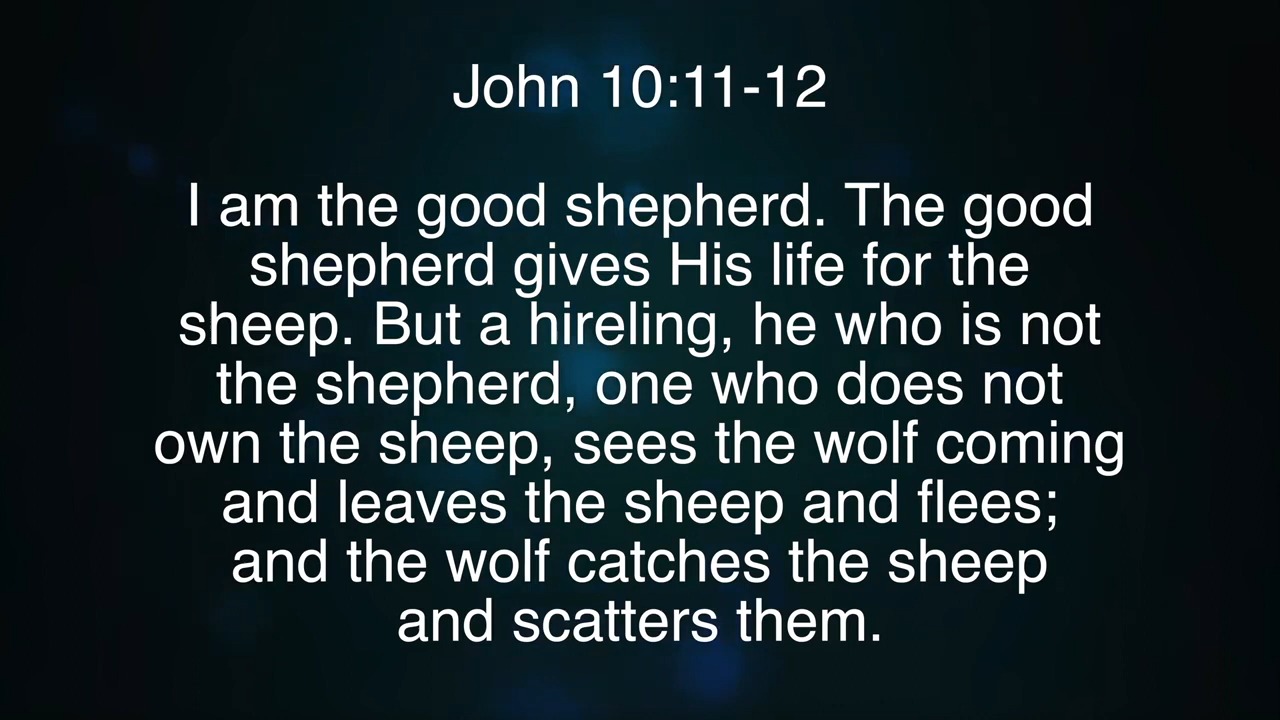 John 10:11-12
I am the good shepherd. The good
shepherd gives His life for the
sheep. But a hireling, he who is not
the shepherd, one who does not
own the sheep, sees the wolf coming
and leaves the sheep and flees;
and the wolf catches the sheep
and scatters them.